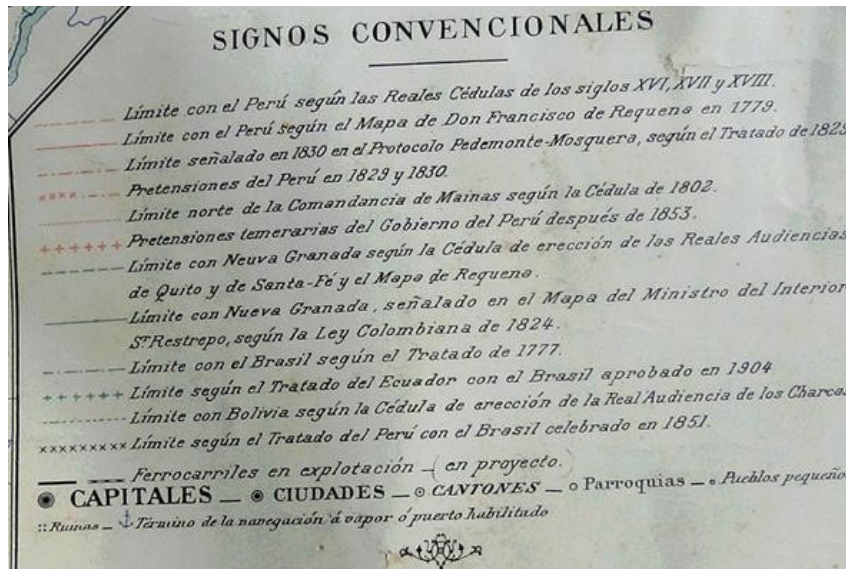 SIGNOS CONVENCIONALES
Límite con el Perú según las Reales Cédulas de los siglos XVI, XVII y XVIII.
Límite con el Perú según el Mapa de Don Francisco de Requena en 1779.
Límite señalado en 1830 en el Protocolo Pedemonte-Mosquera, según el Tratado de 1829
Pretensiones del Perú en 1829 y 1830.
Límite norte de la Comandancia de Mainas según la Cédula de 1802.
Pretensiones temerarias del Gobierno del Perú después de 1853.
Límite con Neuva Granada según la Cédula de erección de las Reales Audiencias
de Quito y de Santa-Fé y el Mapa de Requena.
Límite con Nueva Granada, señalado en el Mapa del Ministro del Interior
Sr Restrepo, según la Ley Colombiana de 1824.
Límite con el Brasil según el Tratado de 1777.
Límite según el Tratado del Ecuador con el Brasil aprobado en 1904
Límite con Bolivia según la Cédula de erección de la Real Audiencia de los Charcas
Límite según el Tratado del Perú con el Brasil celebrado en 1851.
Ferrocarriles en explotación — (en proyecto.)
CAPITALES — CIUDADES — CANTONES — Parroquias — Pueblos pequeño
Ruinas — Término de la navegación á vapor ó puerto habilitado